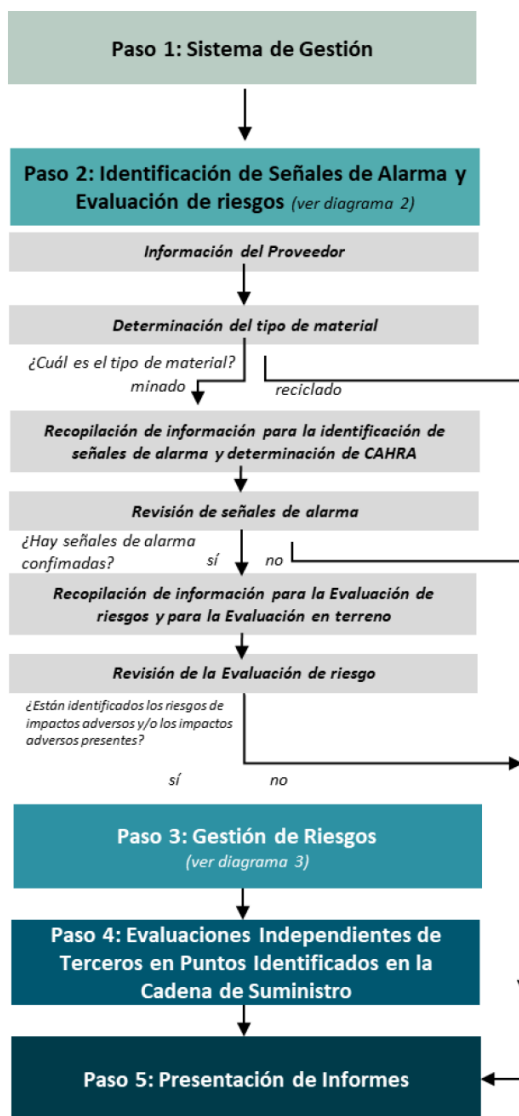 Paso 1: Sistema de Gestión
Paso 2: Identificación de Señales de Alarma y
Evaluación de riesgos (ver diagrama 2)
Información del Proveedor
Determinación del tipo de material
¿Cuál es el tipo de material?
minado
reciclado
Recopilación de información para la identificación de
señales de alarma y determinación de CAHRA
Revisión de señales de alarma
¿Hay señales de alarma
confimadas?
sí
no
Recopilación de información para la Evaluación de
riesgos y para la Evaluación en terreno
Revisión de la Evaluación de riesgo
¿Están identificados los riesgos de
impactos adversos y/o los impactos
adversos presentes?
sí
no
Paso 3: Gestión de Riesgos
(ver diagrama 3)
Paso 4: Evaluaciones Independientes de
Terceros en Puntos Identificados en la
Cadena de Suministro
Paso 5: Presentación de Informes